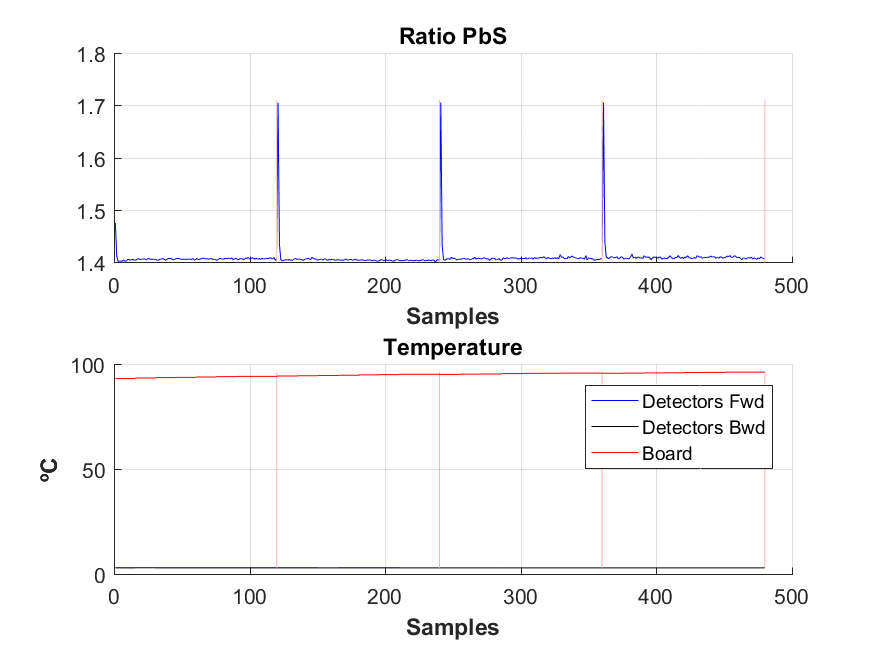 Ratio PbS
1.8
1.7
1.6
1.5
1.4
0 100 200 300 400 500
Samples
Temperature
100
50
0
ºC
Detectors Fwd
Detectors Bwd
Board
0 100 200 300 400 500
Samples